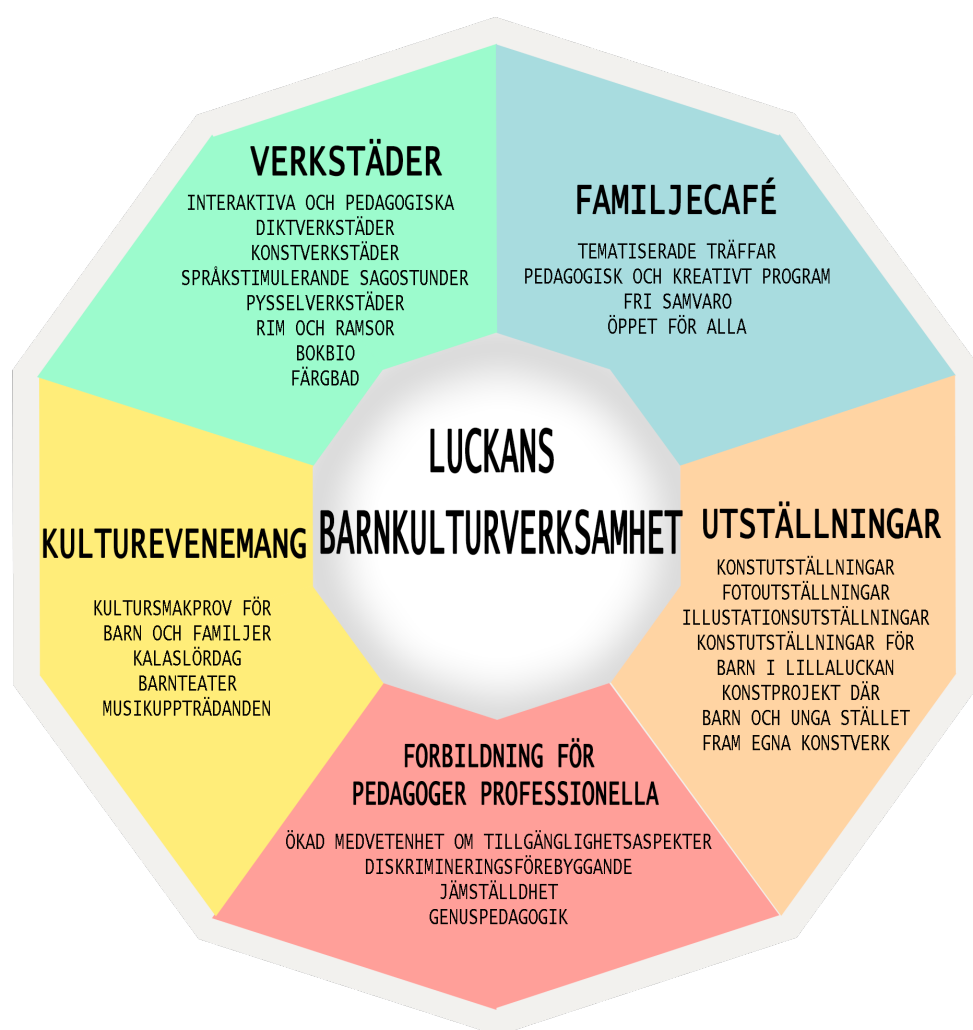 VERKSTÄDER
INTERAKTIVA OCH PEDAGOGISKA
DIKTVERKSTÄDER
KONSTVERKSTÄDER
SPRÅKSTIMULERANDE SAGOSTUNDER
PYSSELVERKSTÄDER
RIM OCH RAMSOR
BOKBIO
FÄRGBAD
FAMILJECAFÉ
TEMATISERADE TRÄFFAR
PEDAGOGISK OCH KREATIVT PROGRAM
FRI SAMVARO
ÖPPET FÖR ALLA
LUCKANS
BARNKULTURVERKSAMHET
KULTUREVENEMANG
KULTURSMAKPROV FÖR
BARN OCH FAMILJER
KALASLÖRDAG
BARNTEATER
MUSIKUPPTRÄDANDEN
UTSTÄLLNINGAR
KONSTUTSTÄLLNINGAR
FOTOUTSTÄLLNINGAR
ILLUSTATIONSUTSTÄLLNINGAR
KONSTUTSTÄLLNINGAR FÖR
BARN I LILLALUCKAN
KONSTPROJEKT DÄR
BARN OCH UNGA STÄLLET
FRAM EGNA KONSTVERK
FORBILDNING FÖR
PEDAGOGER PROFESSIONELLA
ÖKAD MEDVETENHET OM TILLGÄNGLIGHETSASPEKTER
DISKRIMINERINGSFÖREBYGGANDE
JÄMSTÄLLDHET
GENUSPEDAGOGIK